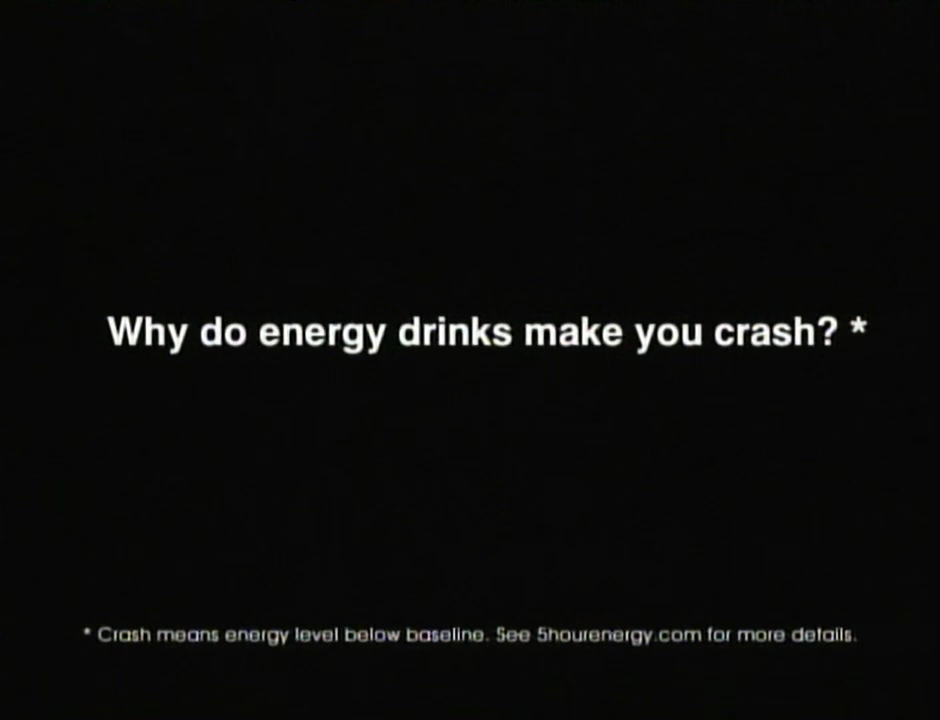 Why do energy drinks make you crash? *
* Crash means energy level below baseline. See 5hourenergy.com for more details.